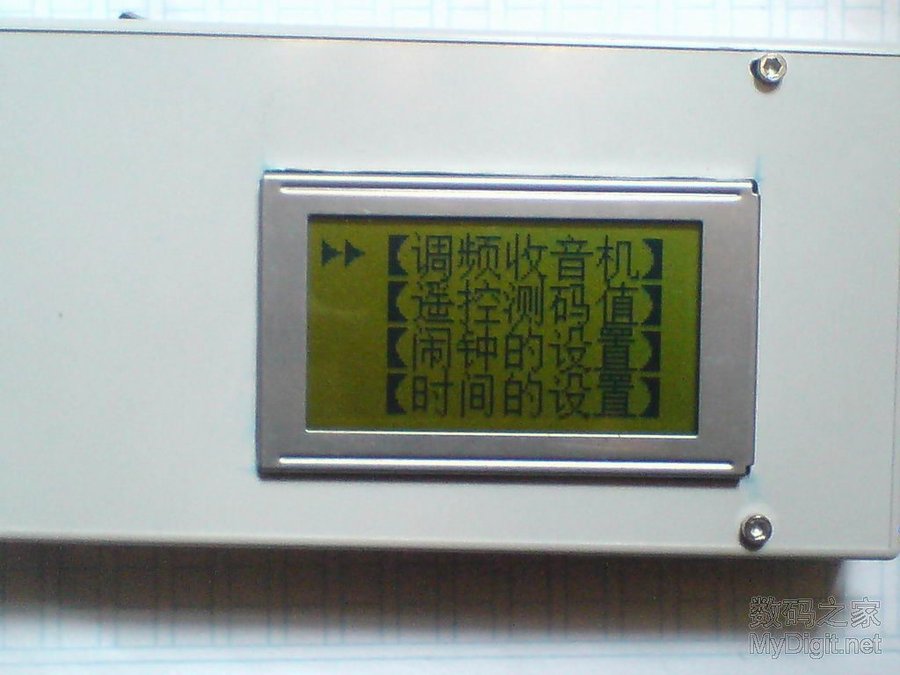 ▶▶【调频收音机】
【遥控测码值】
【闹钟的设置】
【时间的设置】
数码之家
MyDigit.net